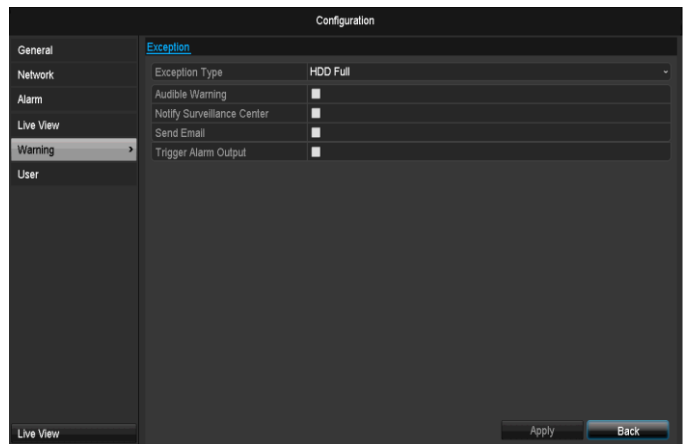 Configuration
General
Network
Alarm
Live View
Warning >
User
Live View
Exception
Exception Type HDD Full
Audible Warning
Notify Surveillance Center
Send Email
Trigger Alarm Output
Apply Back